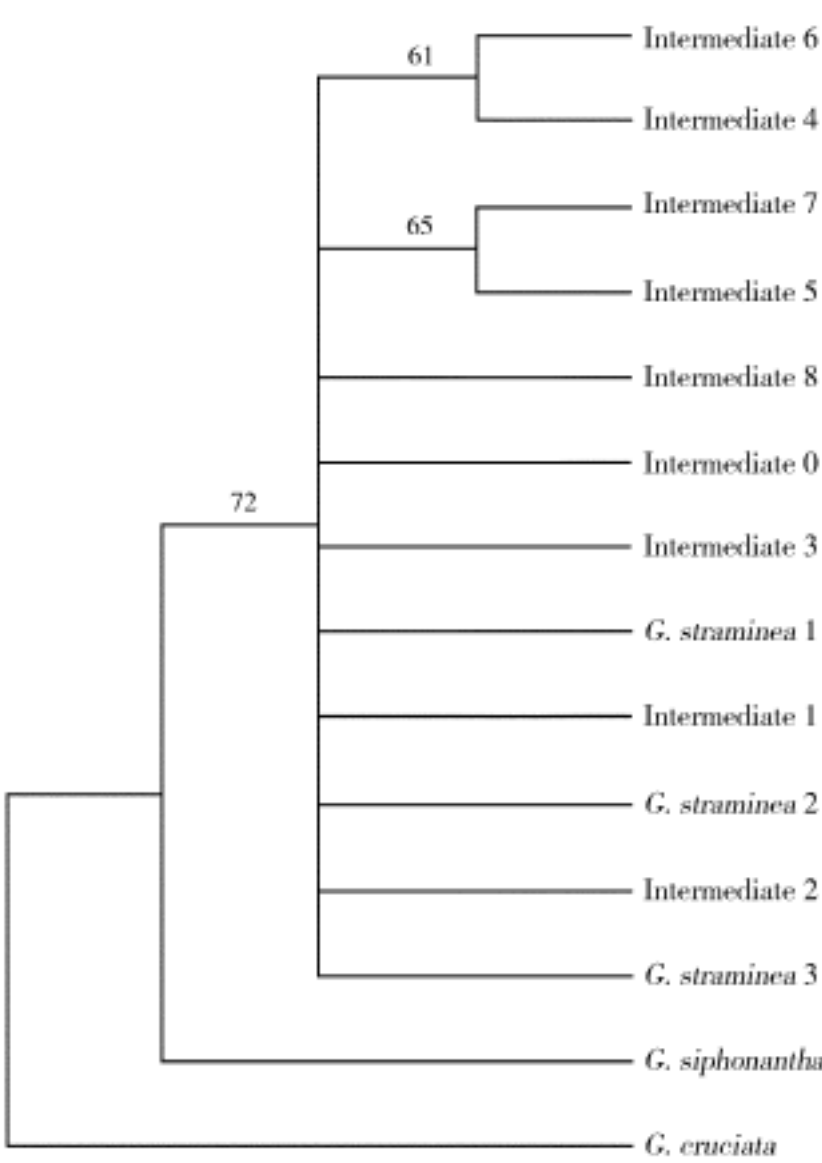 61
Intermediate 6
Intermediate 4
65
Intermediate 7
Intermediate 5
Intermediate 8
Intermediate 0
72
Intermediate 3
G. straminea 1
Intermediate 1
G. straminea 2
Intermediate 2
G. straminea 3
G. siphonantha
G. cruciata